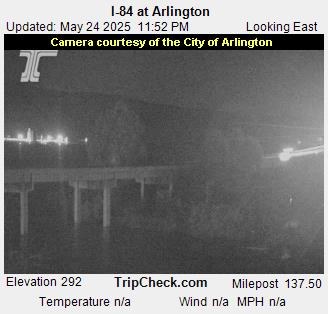 I-84 at Arlington
Updated: May 24 2025 11:52 PM Looking East
Camera courtesy of the City of Arlington
Elevation 292 TripCheck.com Milepost 137.50
Temperature n/a Wind n/a MPH n/a